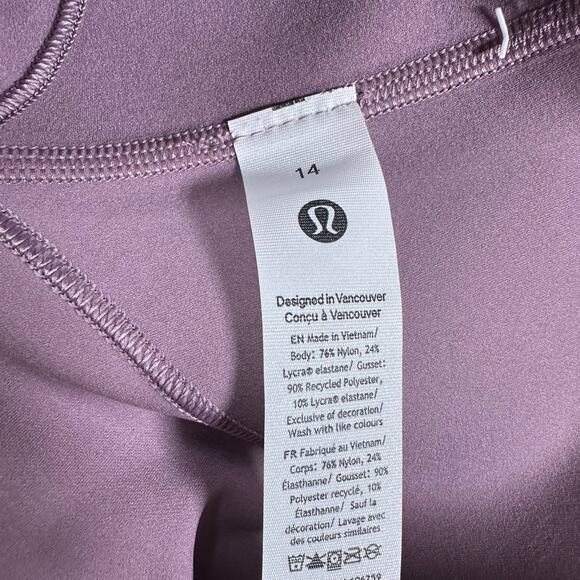 14
Designed in Vancouver
Conçu à Vancouver
EN Made in Vietnam/
Body: 76% Nylon, 24%
Lycra® elastane/ Gusset:
90% Recycled Polyester,
10% Lycra® elastane/
Exclusive of decoration/
Wash with like colours
FR Fabriqué au Vietnam/
Corps: 76% Nylon, 24%
Élasthanne/ Gousset: 90%
Polyester recyclé, 10%
Élasthane/ Sauf la
décoration/ Lavage avec
des couleurs similaires